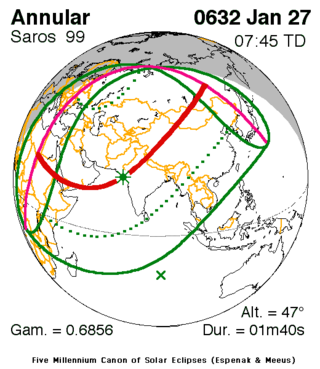 Annular 0632 Jan 27
Saros 99 07:45 TD
Alt. = 47°
Gam. = 0.6856 Dur. = 01m40s
Five Millennium Canon of Solar Eclipses (Espenak & Meeus)